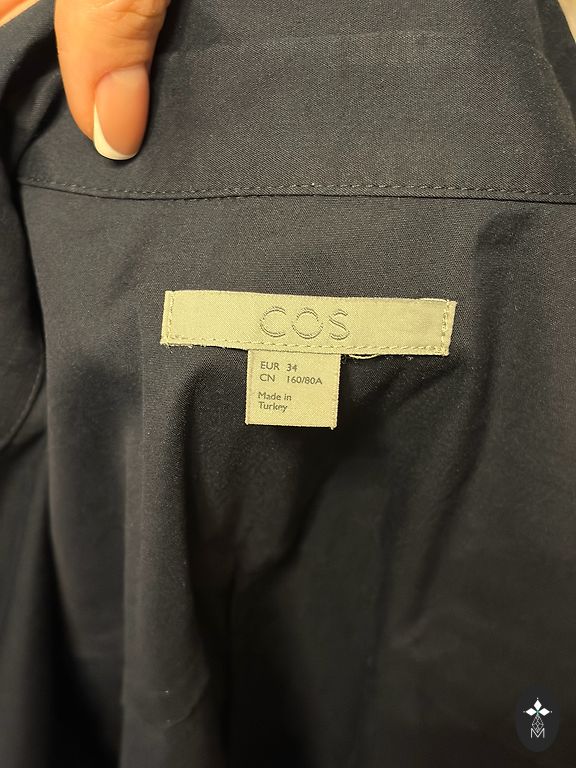 COS
EUR 34
CN 160/80A
Made in
Turkey
M